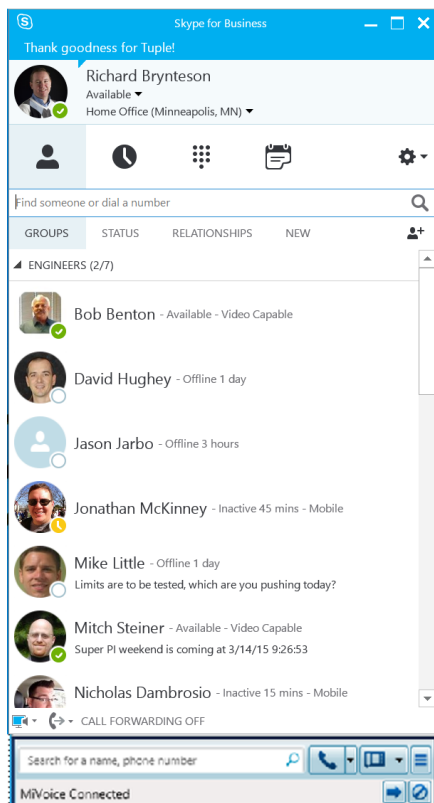 Skype for Business
Thank goodness for Tuple!
Richard Brynteson
Available
Home Office (Minneapolis, MN)
Find someone or dial a number
GROUPS STATUS RELATIONSHIPS NEW
ENGINEERS (2/7)
Bob Benton - Available - Video Capable
David Hughey - Offline 1 day
Jason Jarbo - Offline 3 hours
Jonathan McKinney - Inactive 45 mins - Mobile
Mike Little - Offline 1 day
Limits are to be tested, which are you pushing today?
Mitch Steiner - Available - Video Capable
Super PI weekend is coming at 3/14/15 9:26:53
Nicholas Dambrosio - Inactive 15 mins - Mobile
CALL FORWARDING OFF
Search for a name, phone number
MiVoice Connected